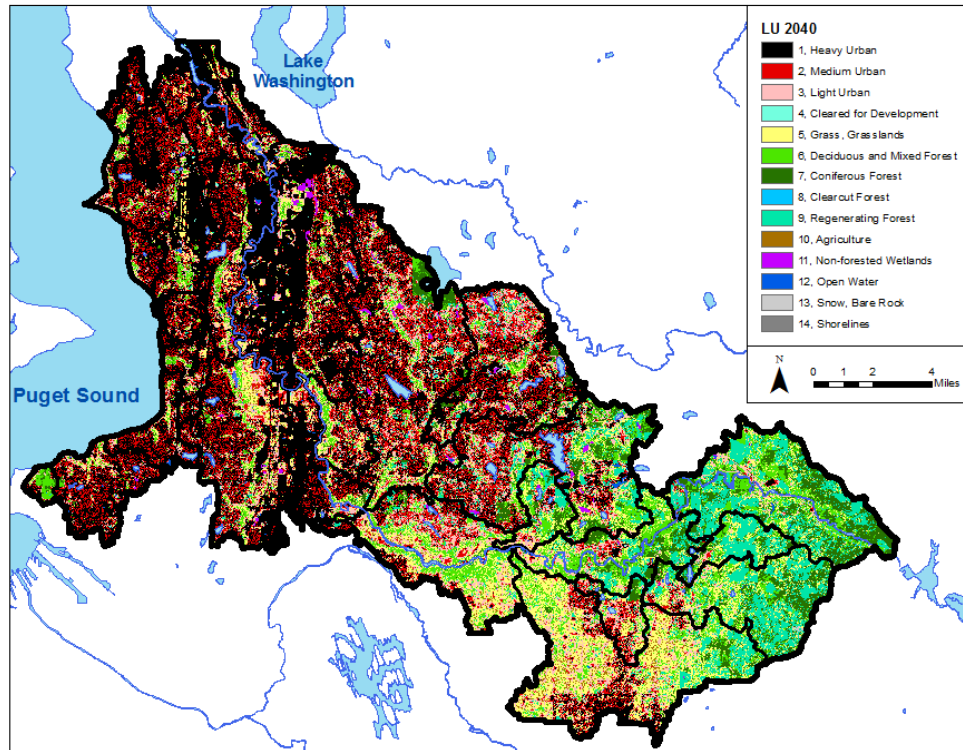 Lake
Washington
Puget Sound
LU 2040
1, Heavy Urban
2, Medium Urban
3, Light Urban
4, Cleared for Development
5, Grass, Grasslands
6, Deciduous and Mixed Forest
7, Coniferous Forest
8, Clearcut Forest
9, Regenerating Forest
10, Agriculture
11, Non-forested Wetlands
12, Open Water
13, Snow, Bare Rock
14, Shorelines
N
0 1 2 4
Miles